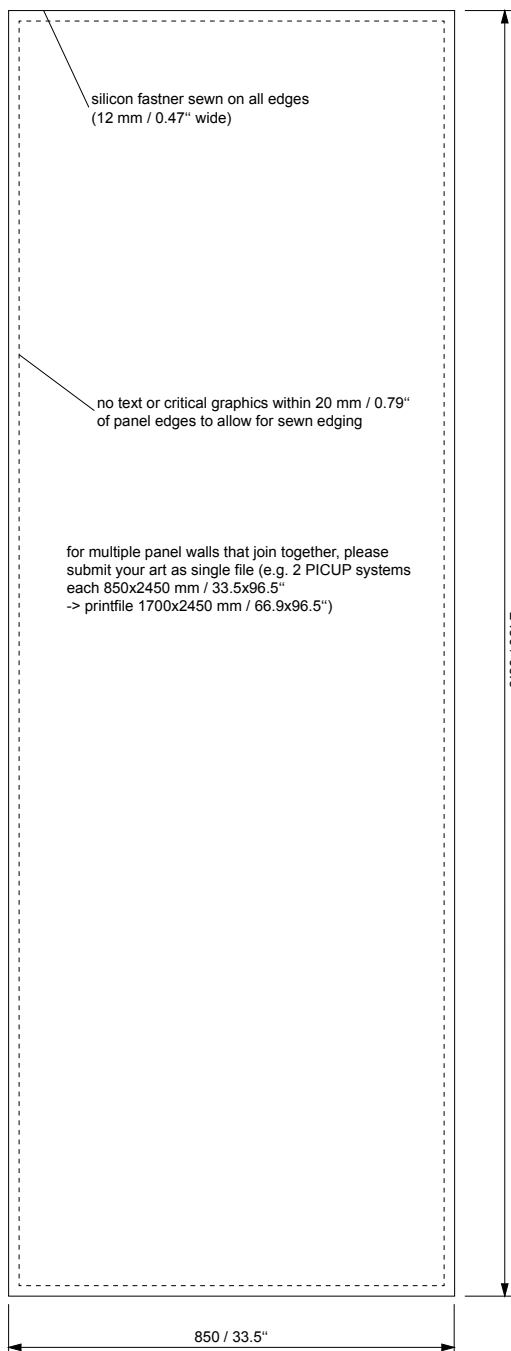 silicon fastner sewn on all edges
(12 mm / 0.47“ wide)
no text or critical graphics within 20 mm / 0.79“
of panel edges to allow for sewn edging
for multiple panel walls that join together, please
submit your art as single file (e.g. 2 PICUP systems
each 850x2450 mm / 33.5x96.5“
-> printfile 1700x2450 mm / 66.9x96.5“)
850 / 33.5“